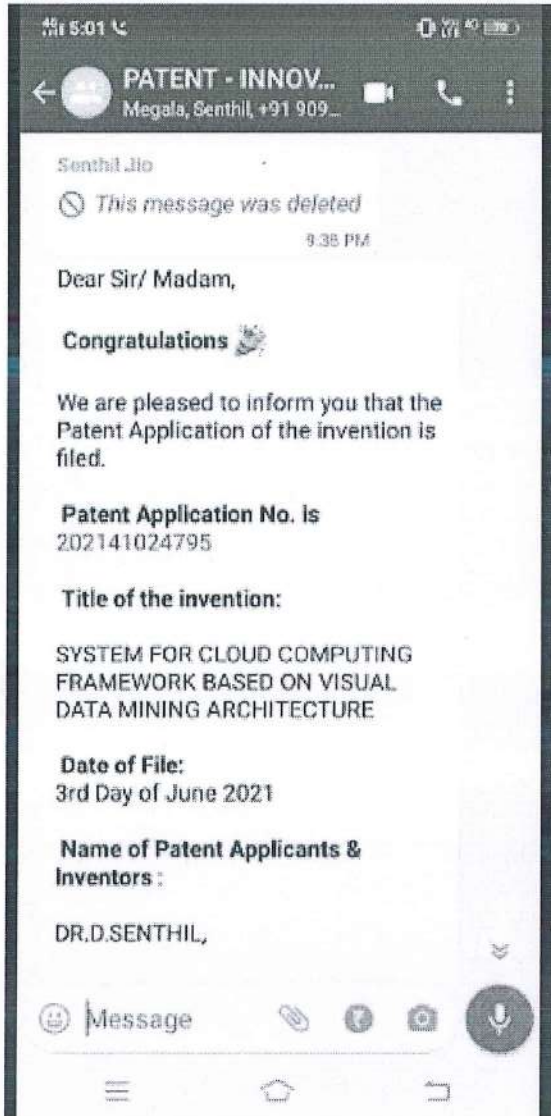 5:01
PATENT - INNOV...
Megala, Senthil, +91 909...
Senthil Jio
This message was deleted
9:36 PM
Dear Sir/ Madam,
Congratulations 🎉
We are pleased to inform you that the
Patent Application of the invention is
filed.
Patent Application No. is
202141024795
Title of the invention:
SYSTEM FOR CLOUD COMPUTING
FRAMEWORK BASED ON VISUAL
DATA MINING ARCHITECTURE
Date of File:
3rd Day of June 2021
Name of Patent Applicants &
Inventors :
DR.D.SENTHIL,
Message